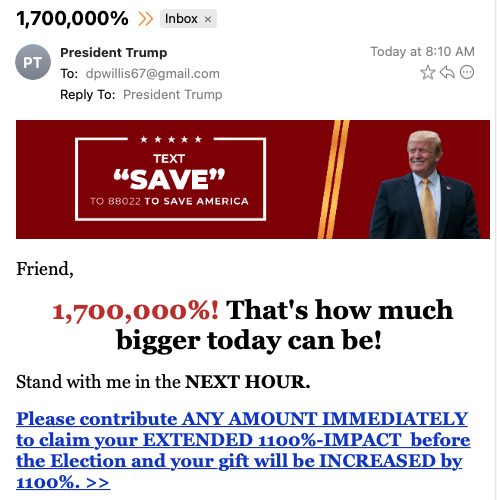 1,700,000% Inbox ×
PT
President Trump
Today at 8:10 AM
To: dpwillis67@gmail.com
Reply To: President Trump
★ ★ ★ ★ ★
TEXT
“SAVE”
TO 88022 TO SAVE AMERICA
Friend,
1,700,000%! That's how much
bigger today can be!
Stand with me in the NEXT HOUR.
Please contribute ANY AMOUNT IMMEDIATELY
to claim your EXTENDED 1100%-IMPACT before
the Election and your gift will be INCREASED by
1100%. >>